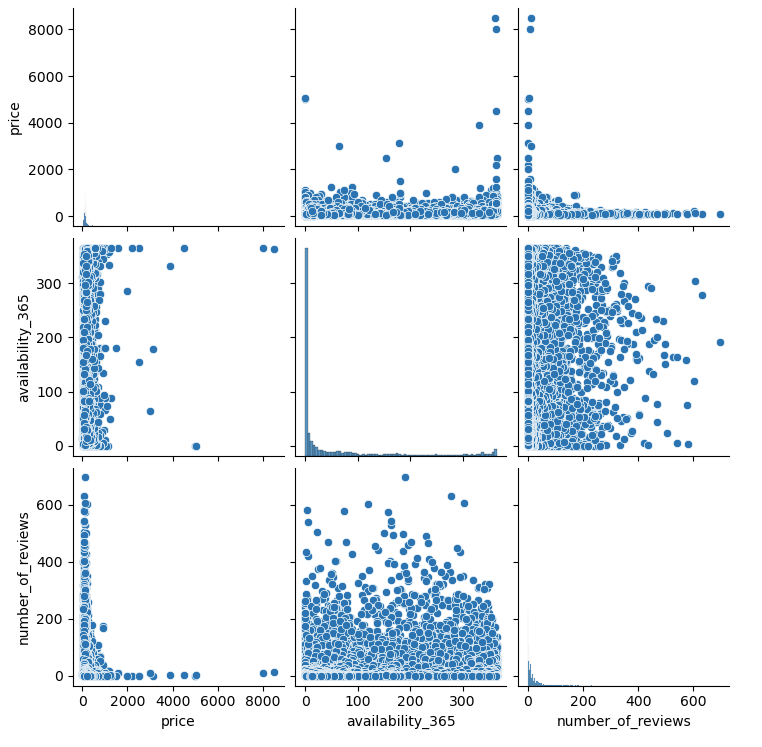 8000
6000
4000
2000
0
price
300
200
100
0
availability_365
600
400
200
0
number_of_reviews
0 2000 4000 6000 8000
0 100 200 300
0 200 400 600
price
availability_365
number_of_reviews